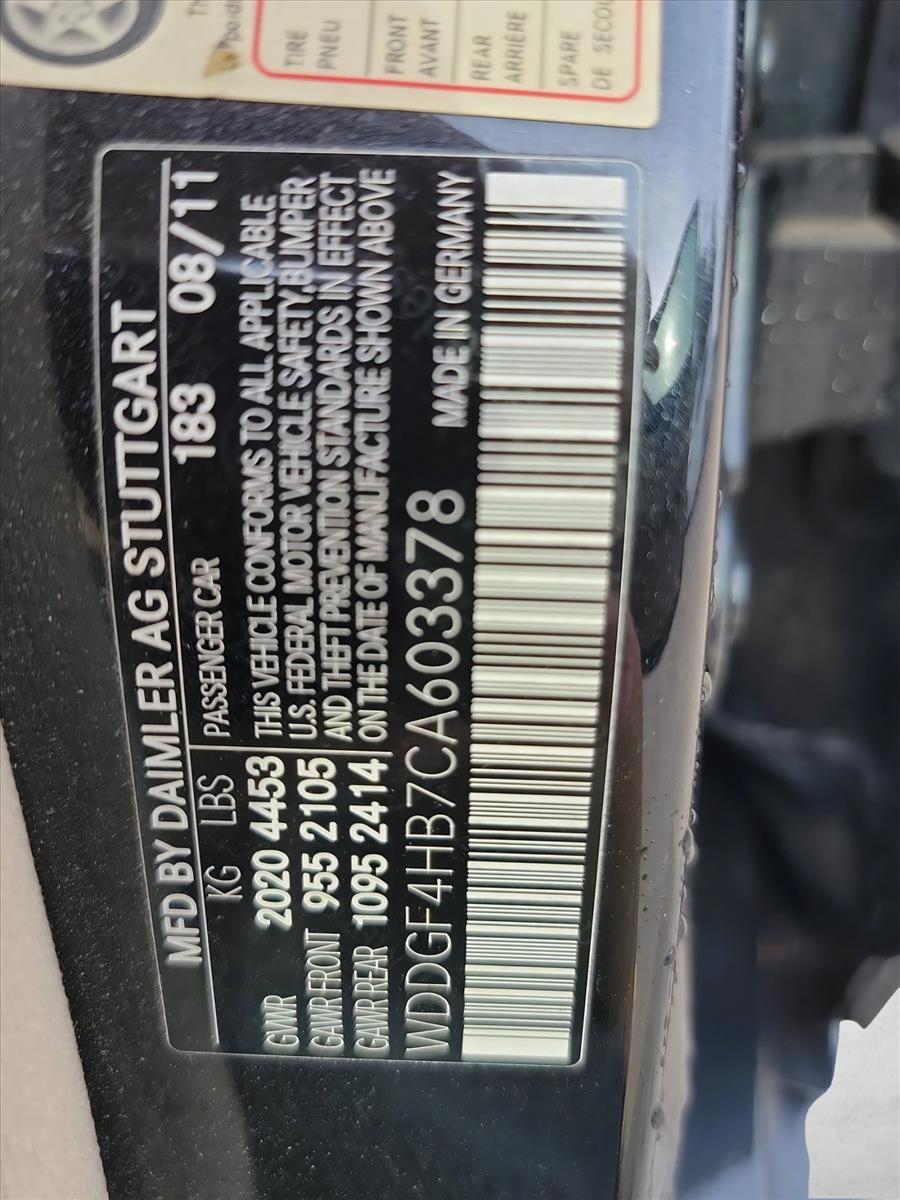 TIRE
PNEU
FRONT
AVANT
REAR
ARRIÈRE
SPARE
DE SECOU
MFD BY DAIMLER AG STUTTGART
183 08/11
KG LBS PASSENGER CAR
GVWR 2020 4453
GAWR FRONT 955 2105
GAWR REAR 1095 2414
THIS VEHICLE CONFORMS TO ALL APPLICABLE
U.S. FEDERAL MOTOR VEHICLE SAFETY, BUMPER,
AND THEFT PREVENTION STANDARDS IN EFFECT
ON THE DATE OF MANUFACTURE SHOWN ABOVE
WDDGF4HB7CA603378 MADE IN GERMANY